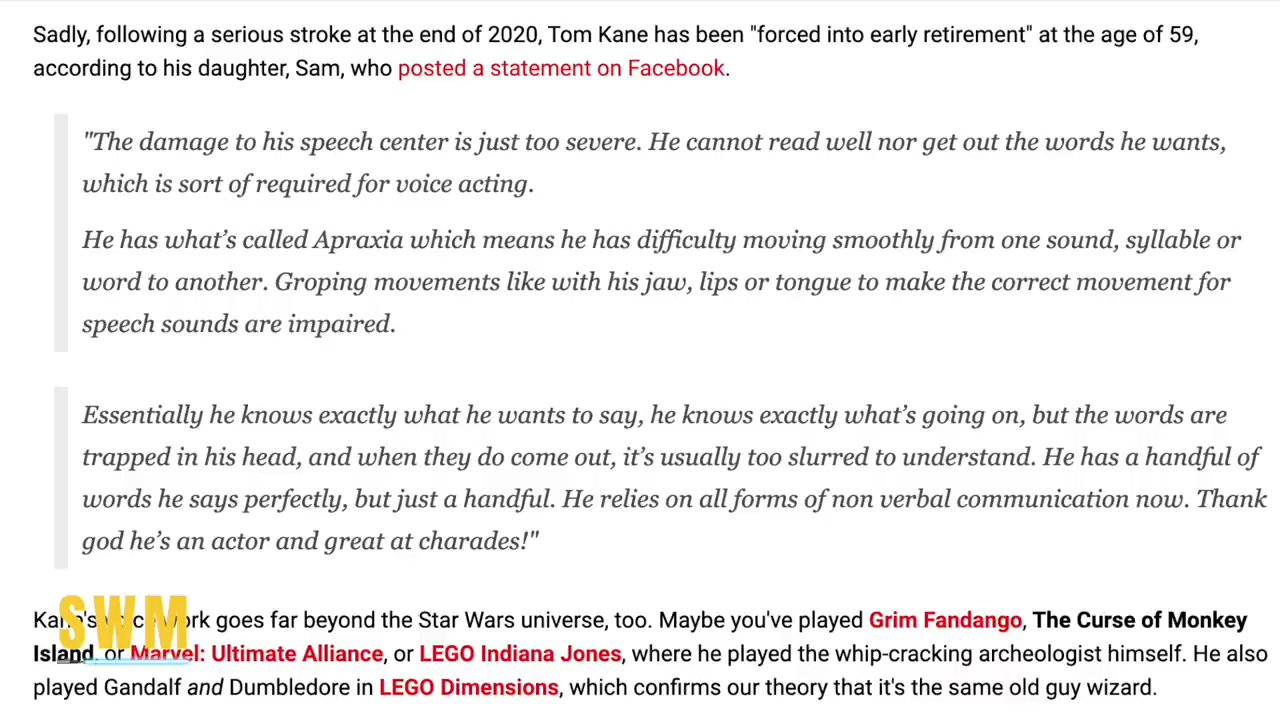 Sadly, following a serious stroke at the end of 2020, Tom Kane has been "forced into early retirement" at the age of 59,
according to his daughter, Sam, who posted a statement on Facebook.
"The damage to his speech center is just too severe. He cannot read well nor get out the words he wants,
which is sort of required for voice acting.
He has what's called Apraxia which means he has difficulty moving smoothly from one sound, syllable or
word to another. Groping movements like with his jaw, lips or tongue to make the correct movement for
speech sounds are impaired.
Essentially he knows exactly what he wants to say, he knows exactly what's going on, but the words are
trapped in his head, and when they do come out, it's usually too slurred to understand. He has a handful of
words he says perfectly, but just a handful. He relies on all forms of non verbal communication now. Thank
god he's an actor and great at charades!"
SWM
Kane's work goes far beyond the Star Wars universe, too. Maybe you've played Grim Fandango, The Curse of Monkey
Island, or Marvel: Ultimate Alliance, or LEGO Indiana Jones, where he played the whip-cracking archeologist himself. He also
played Gandalf and Dumbledore in LEGO Dimensions, which confirms our theory that it's the same old guy wizard.